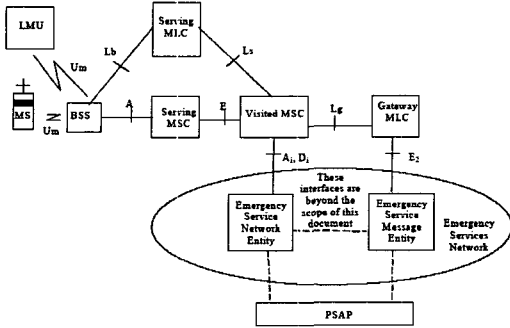 LMU
Serving
MLC
Lb
Ls
Um
MS
Um
BSS
A
Serving
MSC
E
Visited MSC
Lg
Gateway
MLC
Ai, Di
E2
These
interfaces are
beyond the
scope of this
document
Emergency
Service
Network
Entity
Emergency
Service
Message
Entity
Emergency
Services
Network
PSAP